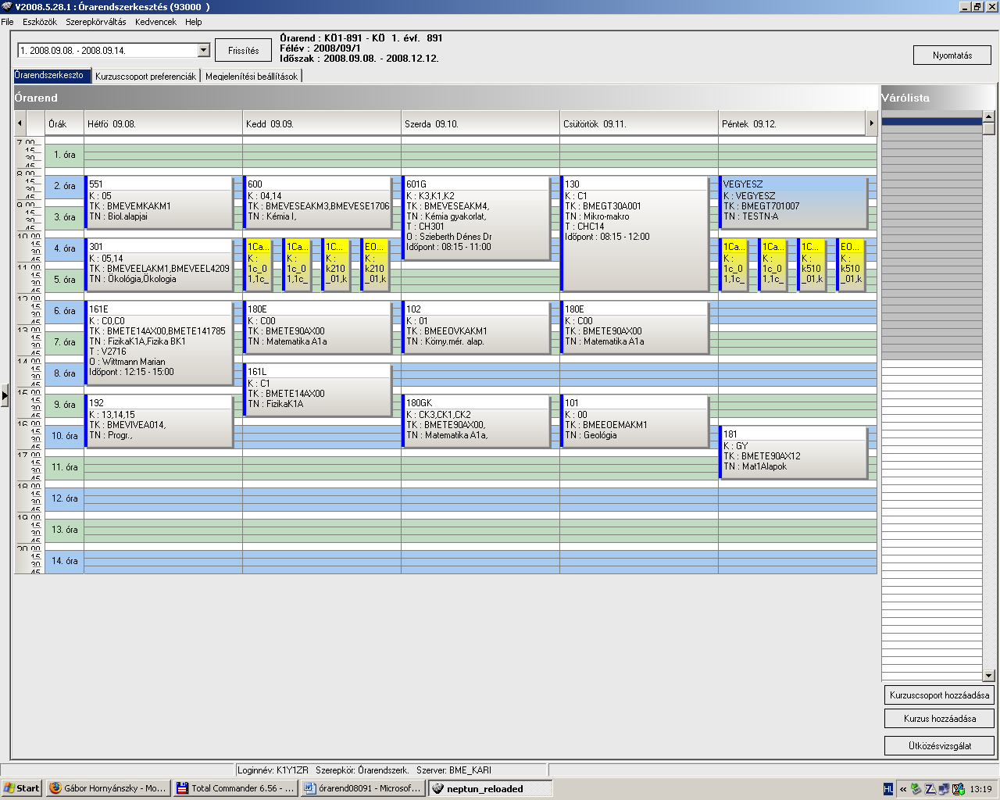 V2008.5.28.1 : Órarendszerkesztés (93000 )
File Eszközök Szerepkörváltás Kedvencek Help
1. 2008.09.08. - 2008.09.14.
Frissítés
Órarend : KÖ1-891 - KÖ 1. évf. 891
Félév : 2008/09/1
Időszak : 2008.09.08. - 2008.12.12.
Nyomtatás
Órarendszerkeszto Kurzuscsoport preferenciák Megjelenítési beállítások
Órarend
Várólista
Órák Hétfő 09.08. Kedd 09.09. Szerda 09.10. Csütörtök 09.11. Péntek 09.12.
1. óra
2. óra
3. óra
4. óra
5. óra
6. óra
7. óra
8. óra
9. óra
10. óra
11. óra
12. óra
13. óra
14. óra
551
K : 05
TK : BMEVEMKAKM1
TN : Biol.alapjai
301
K : 05,14
TK : BMEVEELAKM1,BMEVEEL4209
TN : Ökológia,Ökologia
161E
K : C0,C0
TK : BMETE14AX00,BMETE141785
TN : FizikaK1A,Fizika BK1
T : V2716
O : Wittmann Marian
Időpont : 12:15 - 15:00
192
K : 13,14,15
TK : BMEVIVEA014,
TN : Progr.,
600
K : 04,14
TK : BMEVESEAKM3,BMEVESE1706
TN : Kémia I,
1Ca...
K :
1c_0
1,1c_
1Ca...
K :
1c_0
1,1c_
1C...
K :
k210
_01,k
EO...
K :
k210
_01,k
180E
K : C00
TK : BMETE90AX00
TN : Matematika A1a
161L
K : C1
TK : BMETE14AX00
TN : FizikaK1A
601G
K : K3,K1,K2
TK : BMEVESEAKM4,
TN : Kémia gyakorlat,
T : CH301
O : Szieberth Dénes Dr
Időpont : 08:15 - 11:00
102
K : 01
TK : BMEEOVKAKM1
TN : Körny.mér. alap.
180GK
K : CK3,CK1,CK2
TK : BMETE90AX00,
TN : Matematika A1a,
130
K : C1
TK : BMEGT30A001
TN : Mikro-makro
T : CHC14
Időpont : 08:15 - 12:00
180E
K : C00
TK : BMETE90AX00
TN : Matematika A1a
101
K : 00
TK : BMEEOEMAKM1
TN : Geológia
VEGYESZ
K : VEGYESZ
TK : BMEGT701007
TN : TESTN-A
1Ca...
K :
1c_0
1,1c_
1Ca...
K :
1c_0
1,1c_
1C...
K :
k510
_01,k
EO...
K :
k510
_01,k
181
K : GY
TK : BMETE90AX12
TN : Mat1Alapok
Kurzuscsoport hozzáadása
Kurzus hozzáadása
Ütközésvizsgálat
Loginnév: K1Y1ZR Szerepkör: Órarendszerk. Szerver: BME_KARI
Start Gábor Hornyánszky - Mo... Total Commander 6.56 - ... órarend08091 - Microsof... neptun_reloaded HU « 13:19